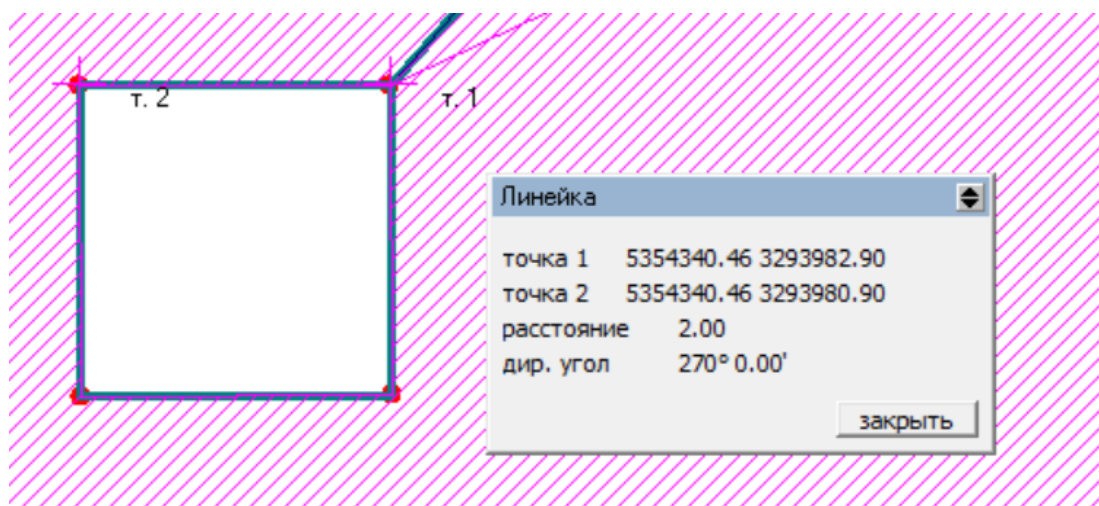 т. 2
т. 1
Линейка
точка 1 5354340.46 3293982.90
точка 2 5354340.46 3293980.90
расстояние 2.00
дир. угол 270° 0.00'
закрыть